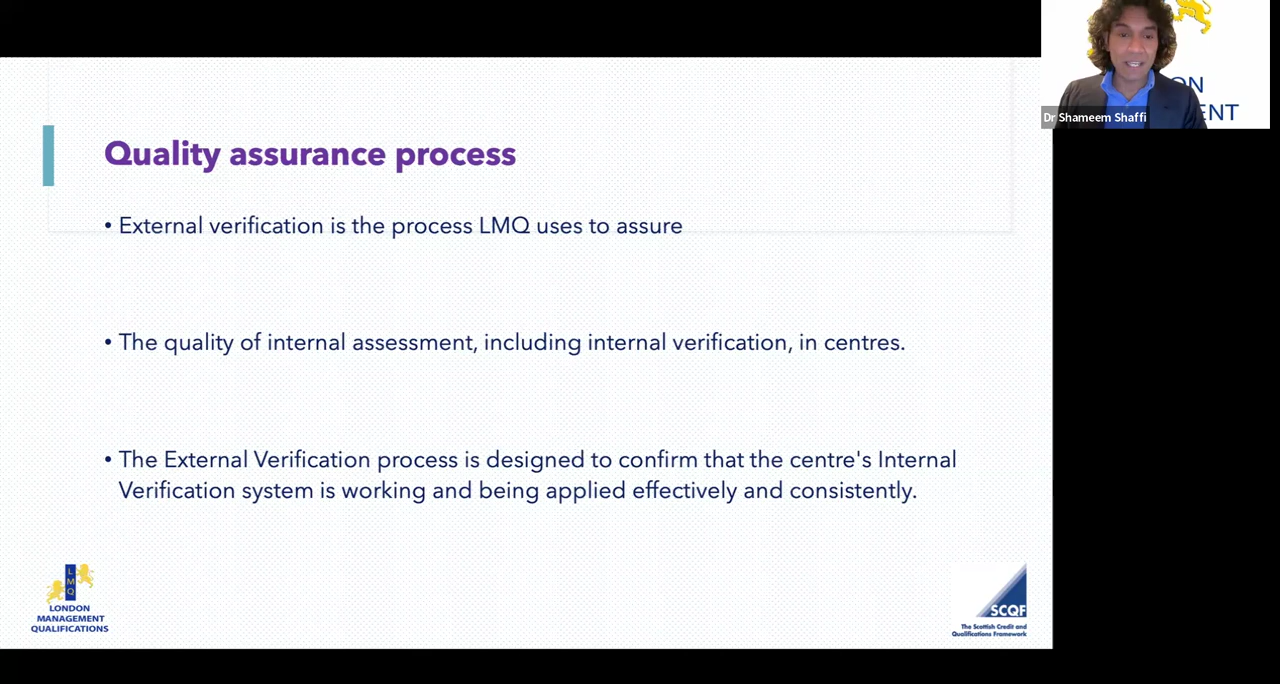 ON
ENT
Dr Shameem Shaffi
Quality assurance process
• External verification is the process LMQ uses to assure
• The quality of internal assessment, including internal verification, in centres.
• The External Verification process is designed to confirm that the centre's Internal
Verification system is working and being applied effectively and consistently.
L
M
Q
LONDON
MANAGEMENT
QUALIFICATIONS
SCQF
The Scottish Credit and
Qualifications Framework